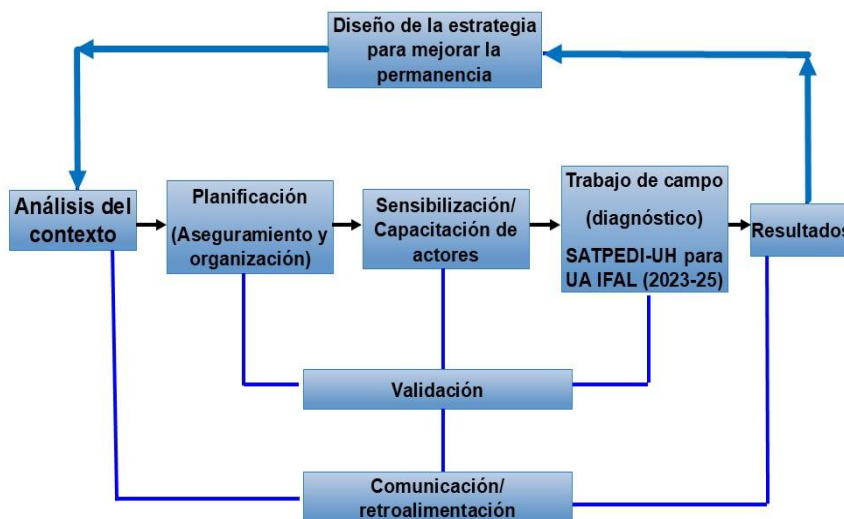 Diseño de la estrategia
para mejorar la
permanencia
Análisis del
contexto
Planificación
(Aseguramiento y
organización)
Sensibilización/
Capacitación de
actores
Trabajo de campo
(diagnóstico)
SATPEDI-UH para
UA IFAL (2023-25)
Resultados
Validación
Comunicación/
retroalimentación